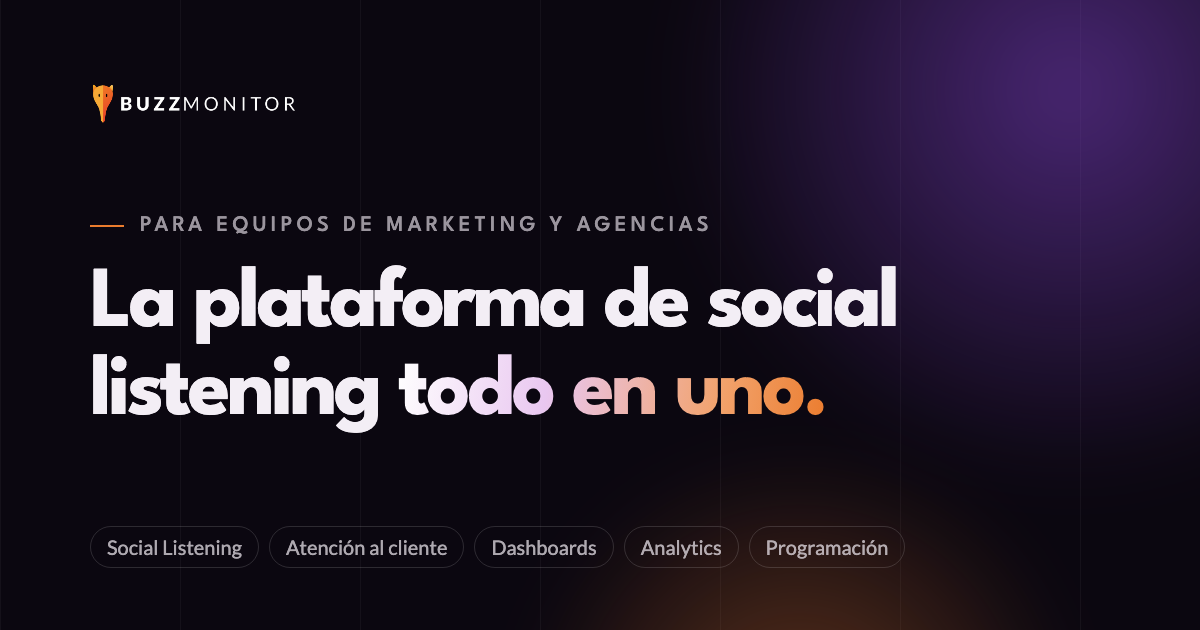 BUZZMONITOR
PARA EQUIPOS DE MARKETING Y AGENCIAS
La plataforma de social
listening todo en uno.
Social Listening Atención al cliente Dashboards Analytics Programación